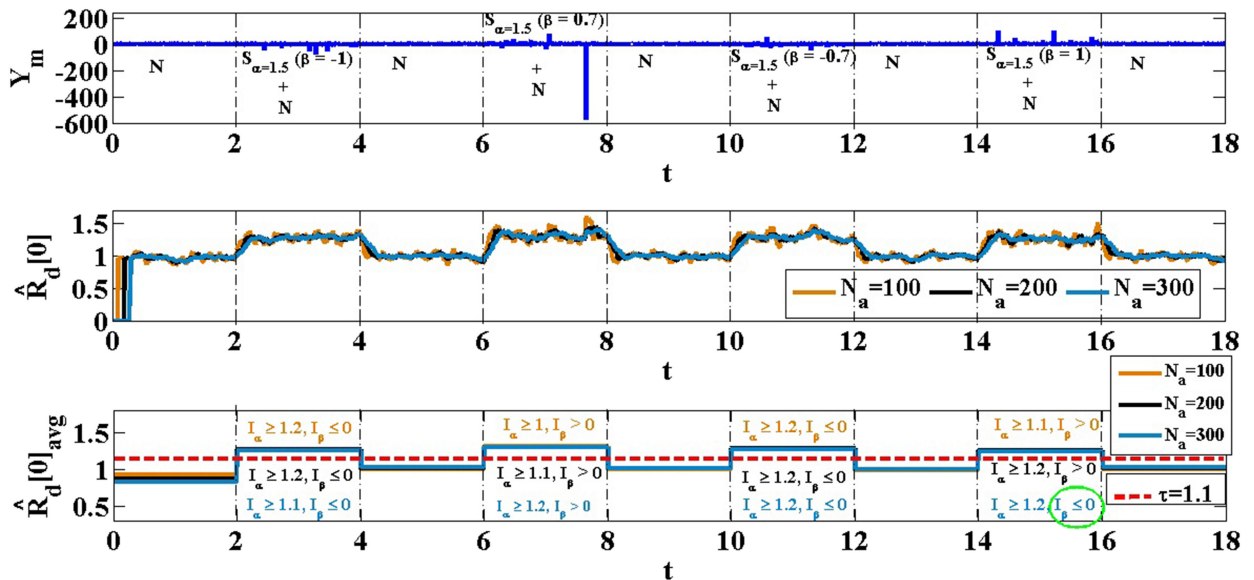 240
0
-200
-400
-600
Y_m
N
S_α=1.5 (β = -1)
+
N
N
S_α=1.5 (β = 0.7)
+
N
N
S_α=1.5 (β = -0.7)
+
N
N
S_α=1.5 (β = 1)
+
N
N
0 2 4 6 8 10 12 14 16 18
t
1.5
1
0.5
0
R̂_d[0]
N_a=100 N_a=200 N_a=300
0 2 4 6 8 10 12 14 16 18
t
N_a=100
N_a=200
N_a=300
1.5
1
0.5
R̂_d[0]_avg
I_α ≥ 1.2, I_β ≤ 0 I_α ≥ 1, I_β > 0 I_α ≥ 1.2, I_β ≤ 0 I_α ≥ 1.1, I_β > 0
I_α ≥ 1.2, I_β ≤ 0 I_α ≥ 1.1, I_β > 0 I_α ≥ 1.2, I_β ≤ 0 I_α ≥ 1.2, I_β > 0
I_α ≥ 1.1, I_β ≤ 0 I_α ≥ 1.2, I_β > 0 I_α ≥ 1.2, I_β ≤ 0 I_α ≥ 1.2, I_β ≤ 0
τ=1.1
0 2 4 6 8 10 12 14 16 18
t